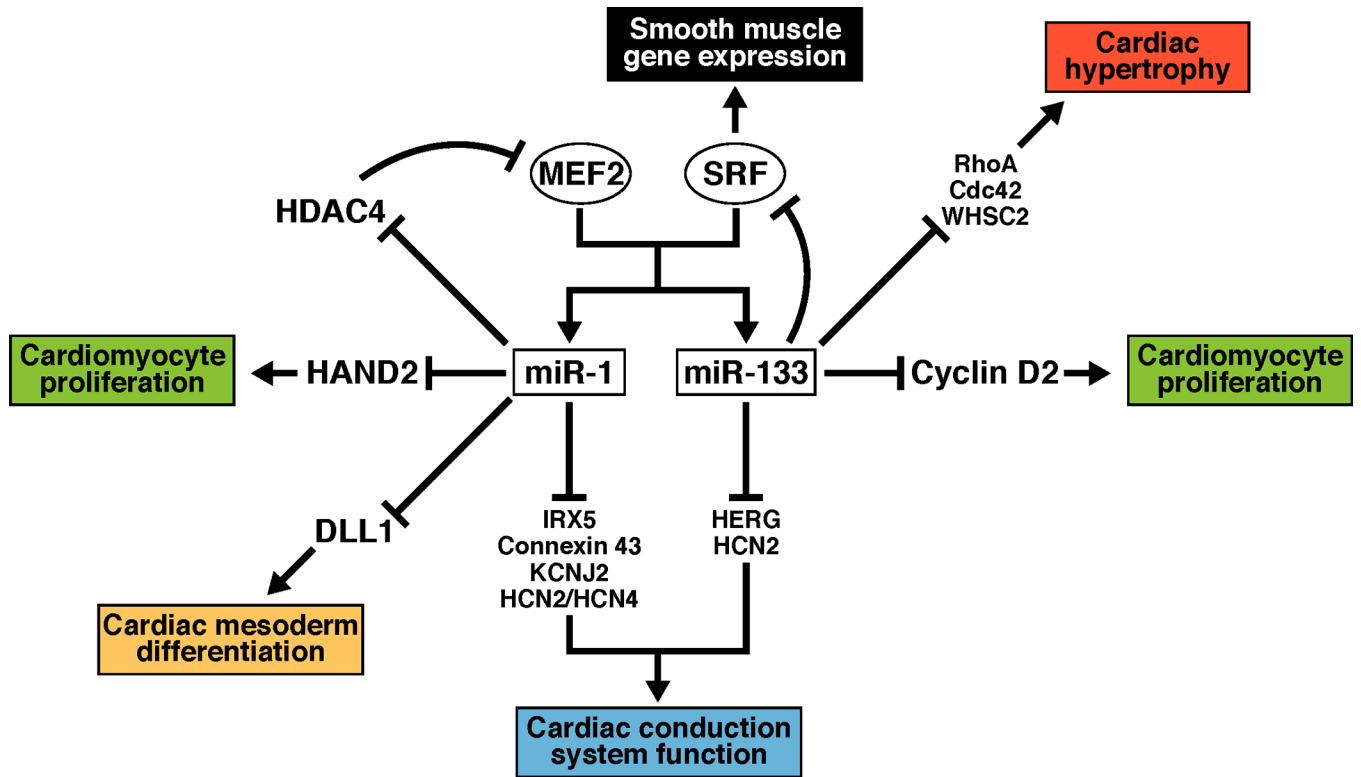 Smooth muscle
gene expression
Cardiac
hypertrophy
MEF2
SRF
RhoA
Cdc42
WHSC2
HDAC4
Cardiomyocyte
proliferation
HAND2
miR-1
miR-133
Cyclin D2
Cardiomyocyte
proliferation
DLL1
IRX5
Connexin 43
KCNJ2
HCN2/HCN4
HERG
HCN2
Cardiac mesoderm
differentiation
Cardiac conduction
system function